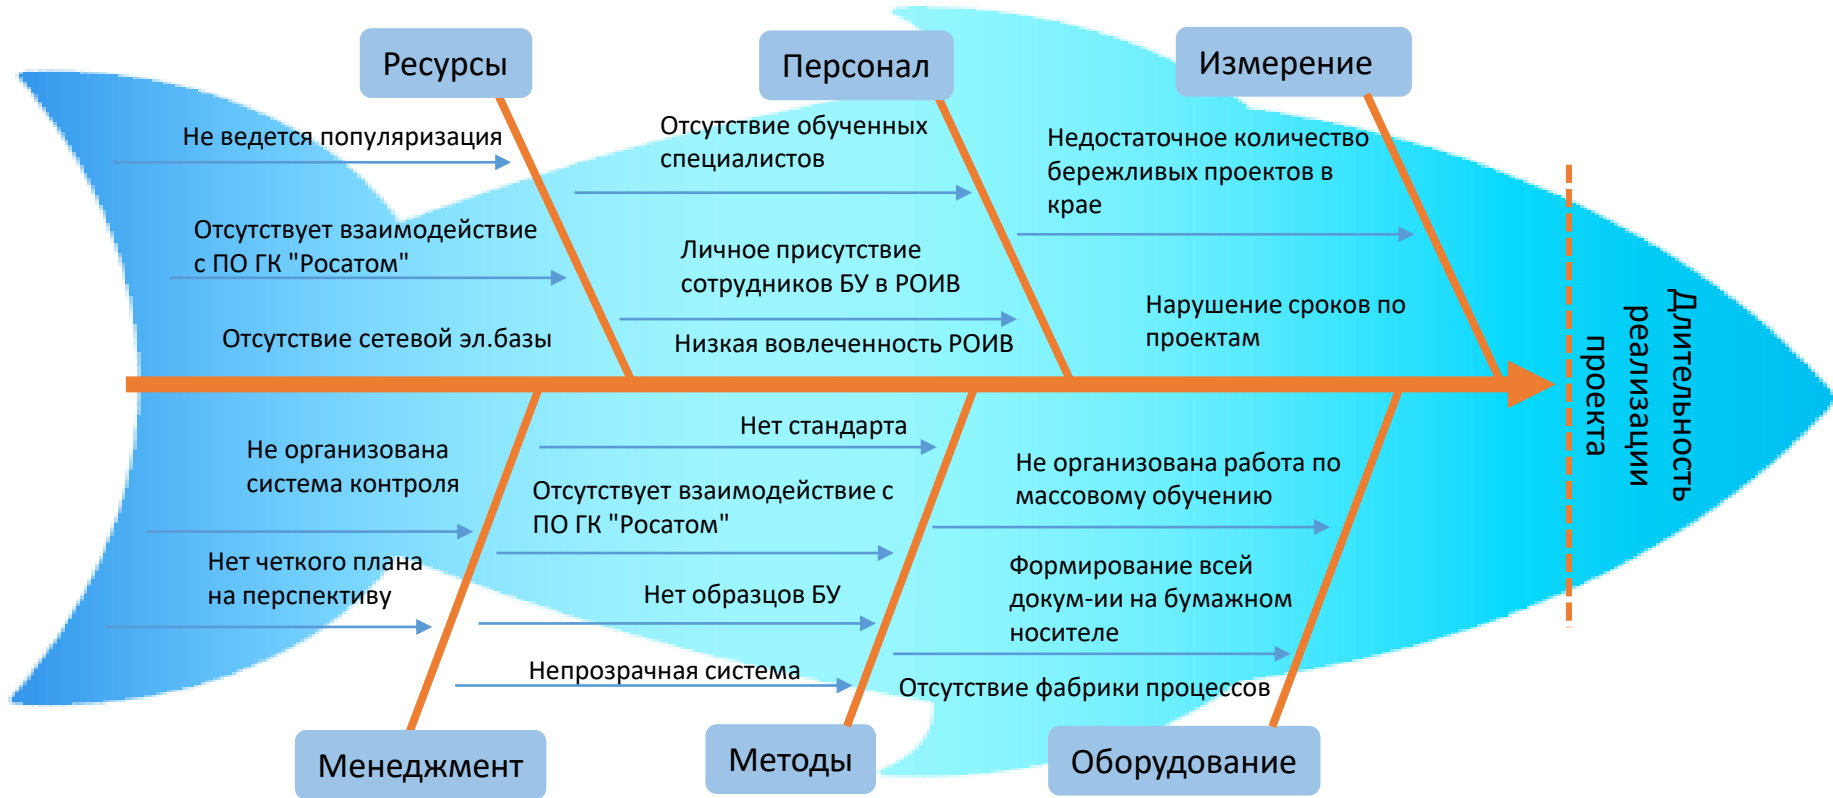 Ресурсы
Персонал
Измерение
Не ведется популяризация
Отсутствует взаимодействие
с ПО ГК "Росатом"
Отсутствие сетевой эл.базы
Отсутствие обученных
специалистов
Личное присутствие
сотрудников БУ в РОИВ
Низкая вовлеченность РОИВ
Недостаточное количество
бережливых проектов в
крае
Нарушение сроков по
проектам
Длительность
реализации
проекта
Не организована
система контроля
Нет четкого плана
на перспективу
Нет стандарта
Отсутствует взаимодействие с
ПО ГК "Росатом"
Нет образцов БУ
Непрозрачная система
Не организована работа по
массовому обучению
Формирование всей
докум-ии на бумажном
носителе
Отсутствие фабрики процессов
Менеджмент
Методы
Оборудование